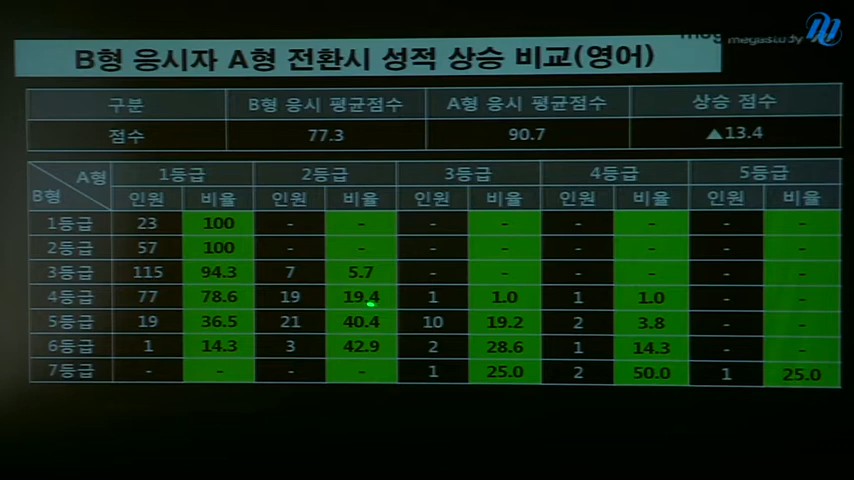 megastudy
B형 응시자 A형 전환시 성적 상승 비교(영어)
구분 B형 응시 평균점수 A형 응시 평균점수 상승 점수
점수 77.3 90.7 ▲13.4
A형 B형 1등급 2등급 3등급 4등급 5등급
인원 비율 인원 비율 인원 비율 인원 비율 인원 비율
1등급 23 100 - - - - - - - -
2등급 57 100 - - - - - - - -
3등급 115 94.3 7 5.7 - - - - - -
4등급 77 78.6 19 19.4 1 1.0 1 1.0 - -
5등급 19 36.5 21 40.4 10 19.2 2 3.8 - -
6등급 1 14.3 3 42.9 2 28.6 1 14.3 - -
7등급 - - - - 1 25.0 2 50.0 1 25.0